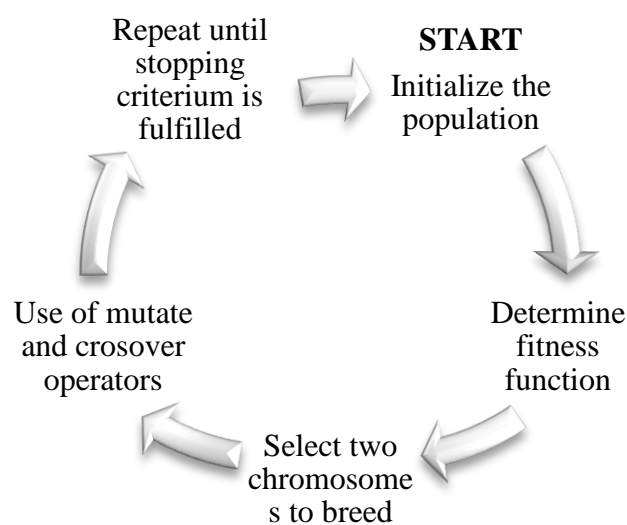 START
Initialize the
population
Determine
fitness
function
Select two
chromosome
s to breed
Use of mutate
and crosover
operators
Repeat until
stopping
criterium is
fulfilled